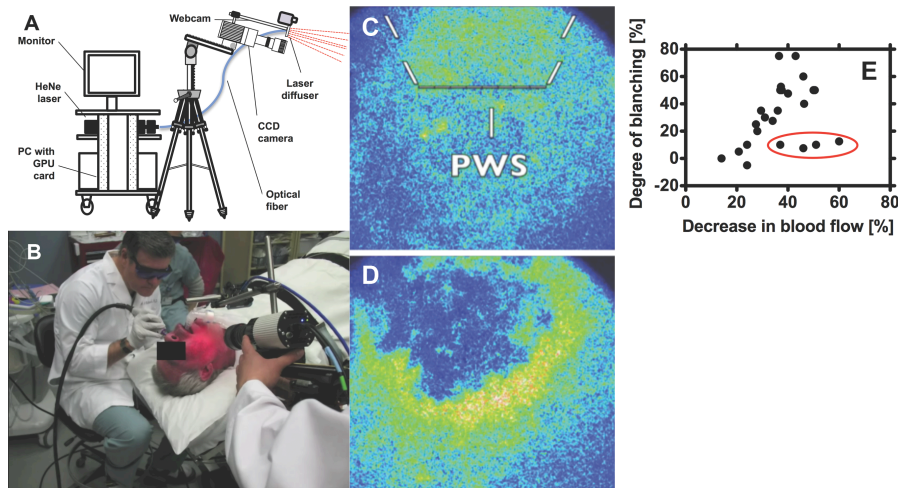 A
Webcam
Monitor
HeNe
laser
Laser
diffuser
CCD
camera
PC with
GPU
card
Optical
fiber
B
C
PWS
D
E
Degree of blanching [%]
80
60
40
20
0
-20
0
20
40
60
80
Decrease in blood flow [%]